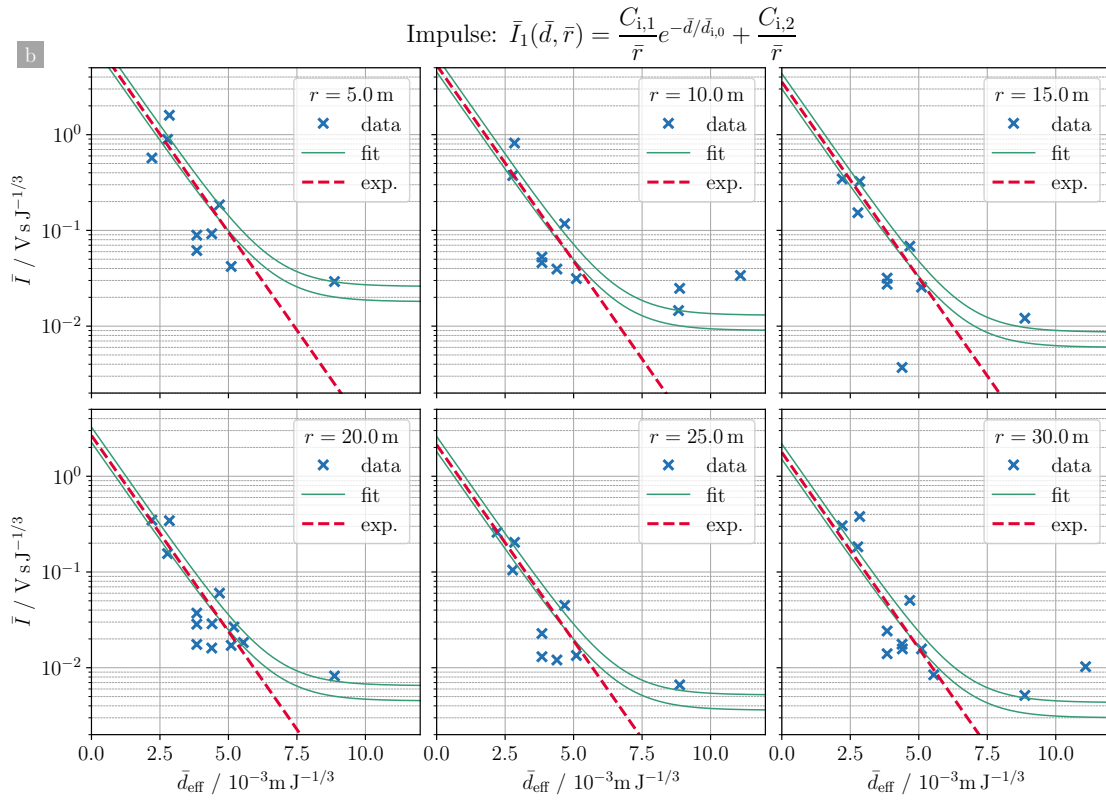 Impulse: Ī₁(d̄, r̄) = C_{i,1}/r̄ e^{−d̄/d̄_{i,0}} + C_{i,2}/r̄
b
r = 5.0 m
data
fit
exp.
r = 10.0 m
data
fit
exp.
r = 15.0 m
data
fit
exp.
10⁰
10⁻¹
10⁻²
Ī / V s J^{−1/3}
r = 20.0 m
data
fit
exp.
r = 25.0 m
data
fit
exp.
r = 30.0 m
data
fit
exp.
10⁰
10⁻¹
10⁻²
Ī / V s J^{−1/3}
0.0 2.5 5.0 7.5 10.0
0.0 2.5 5.0 7.5 10.0
0.0 2.5 5.0 7.5 10.0
d̄_eff / 10⁻³m J^{−1/3}
d̄_eff / 10⁻³m J^{−1/3}
d̄_eff / 10⁻³m J^{−1/3}